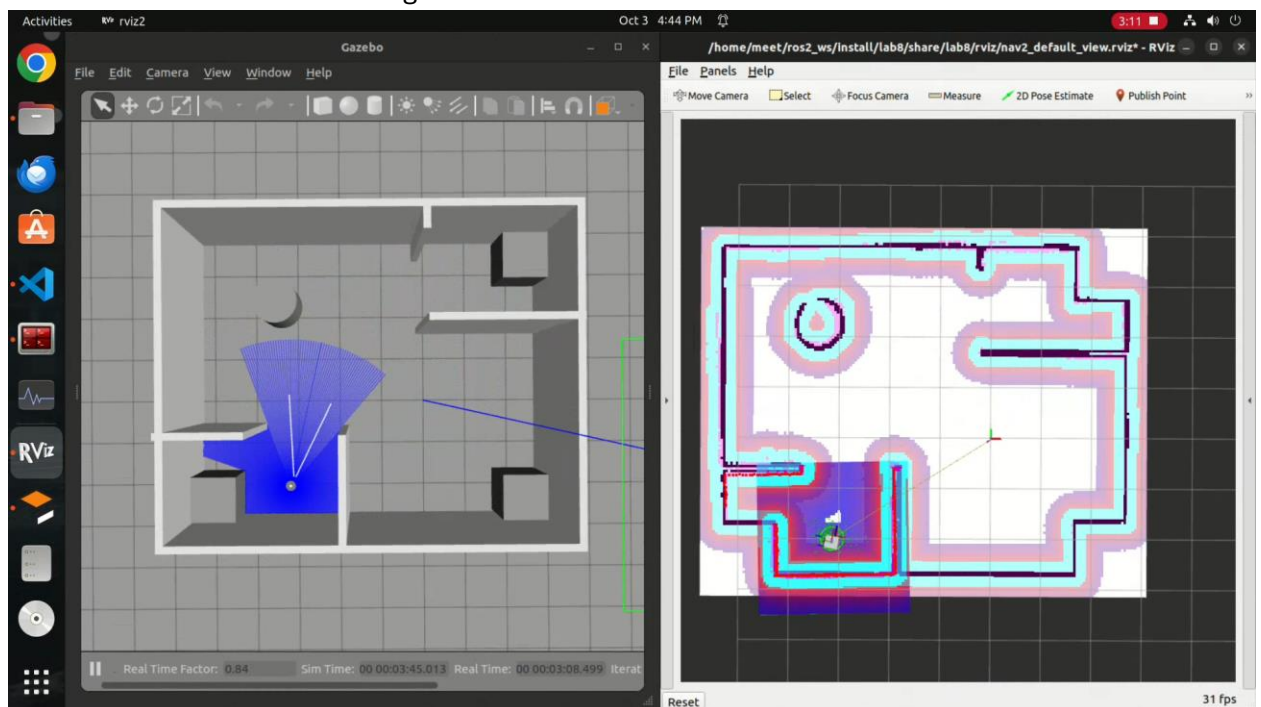 Activities rviz2 Oct 3 4:44 PM 3:11
Gazebo
File Edit Camera View Window Help
/home/meet/ros2_ws/install/lab8/share/lab8/rviz/nav2_default_view.rviz* - RViz
File Panels Help
Move Camera Select Focus Camera Measure 2D Pose Estimate Publish Point »
RViz
Real Time Factor: 0.84 Sim Time: 00 00:03:45.013 Real Time: 00 00:03:08.499 Iterat
Reset 31 fps